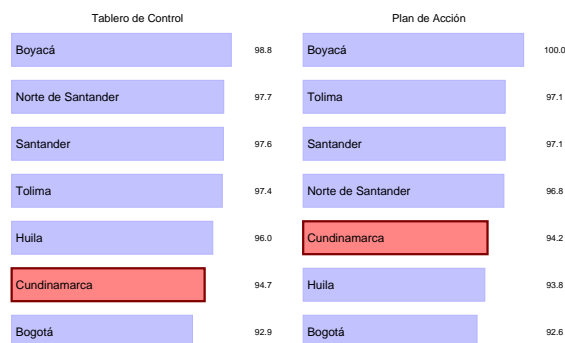 Tablero de Control
Boyacá 98.8
Norte de Santander 97.7
Santander 97.6
Tolima 97.4
Huila 96.0
Cundinamarca 94.7
Bogotá 92.9
Plan de Acción
Boyacá 100.0
Tolima 97.1
Santander 97.1
Norte de Santander 96.8
Cundinamarca 94.2
Huila 93.8
Bogotá 92.6